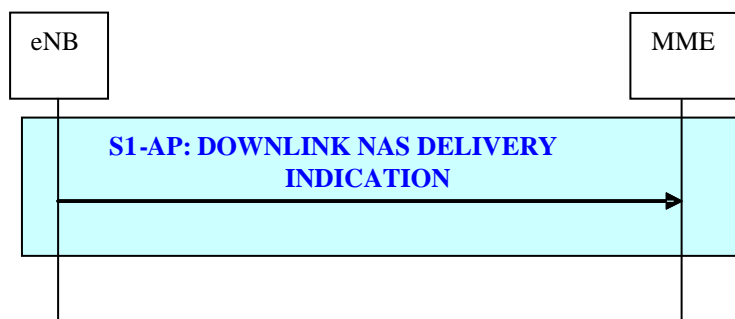 eNB
MME
S1-AP: DOWNLINK NAS DELIVERY
INDICATION